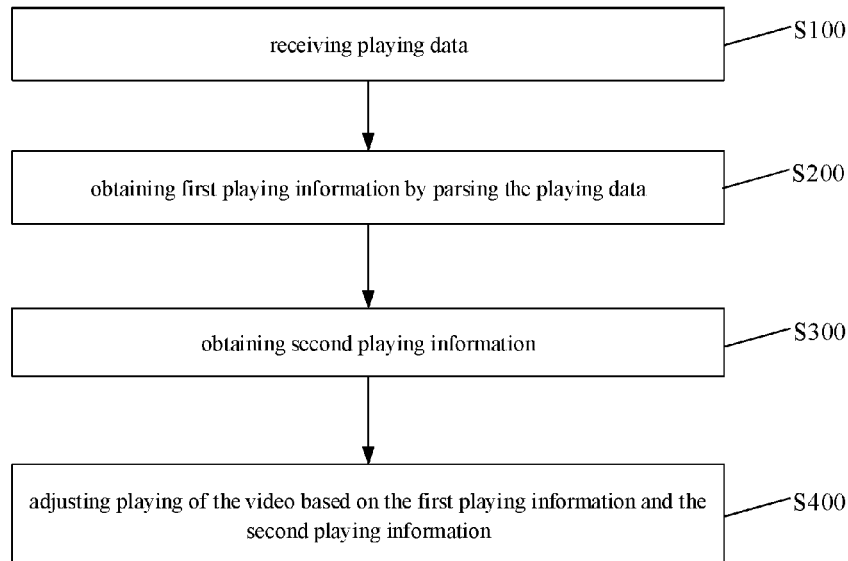 receiving playing data
S100
obtaining first playing information by parsing the playing data
S200
obtaining second playing information
S300
adjusting playing of the video based on the first playing information and the
second playing information
S400